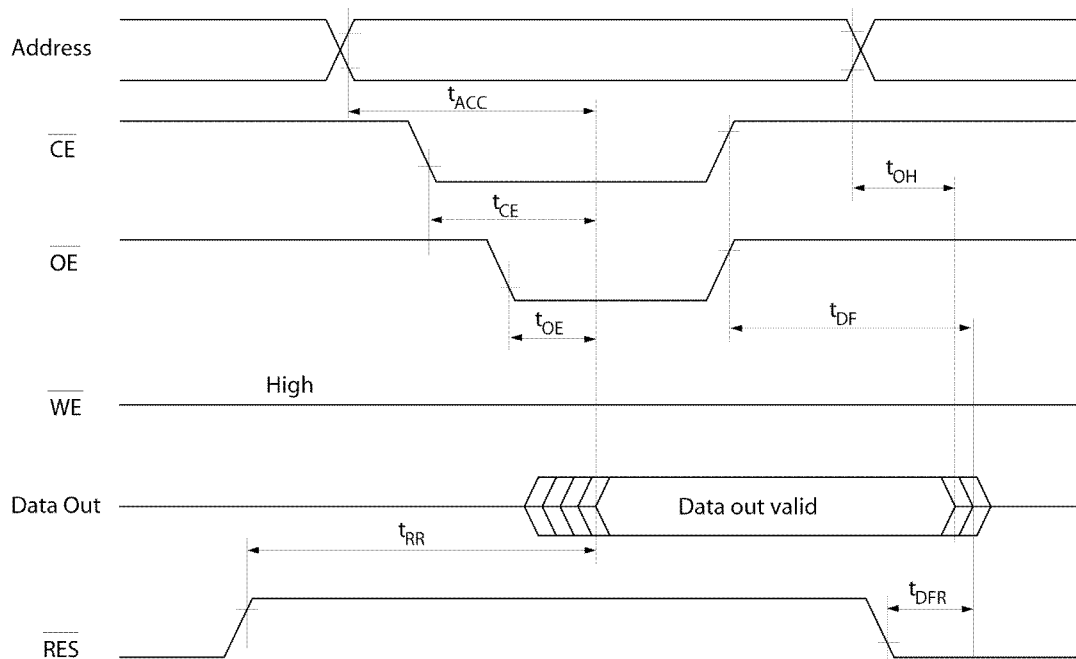 Address
tACC
CE
tOH
tCE
OE
tDF
tOE
High
WE
Data Out
Data out valid
tRR
tDFR
RES